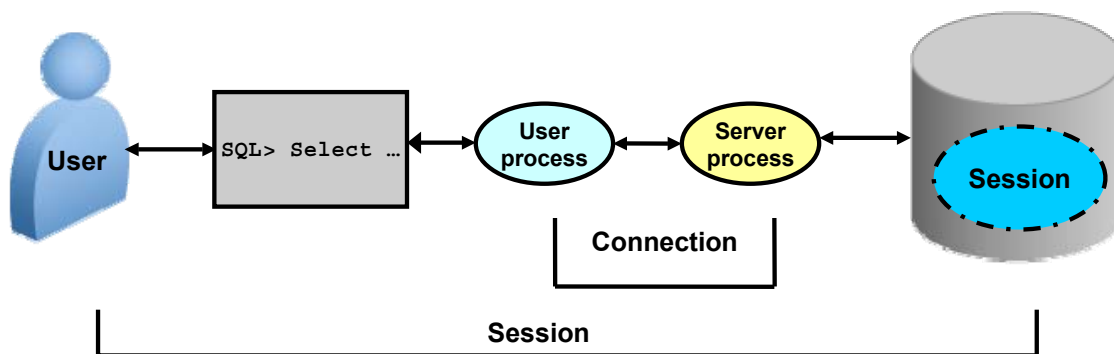 User
SQL> Select …
User
process
Server
process
Session
Connection
Session